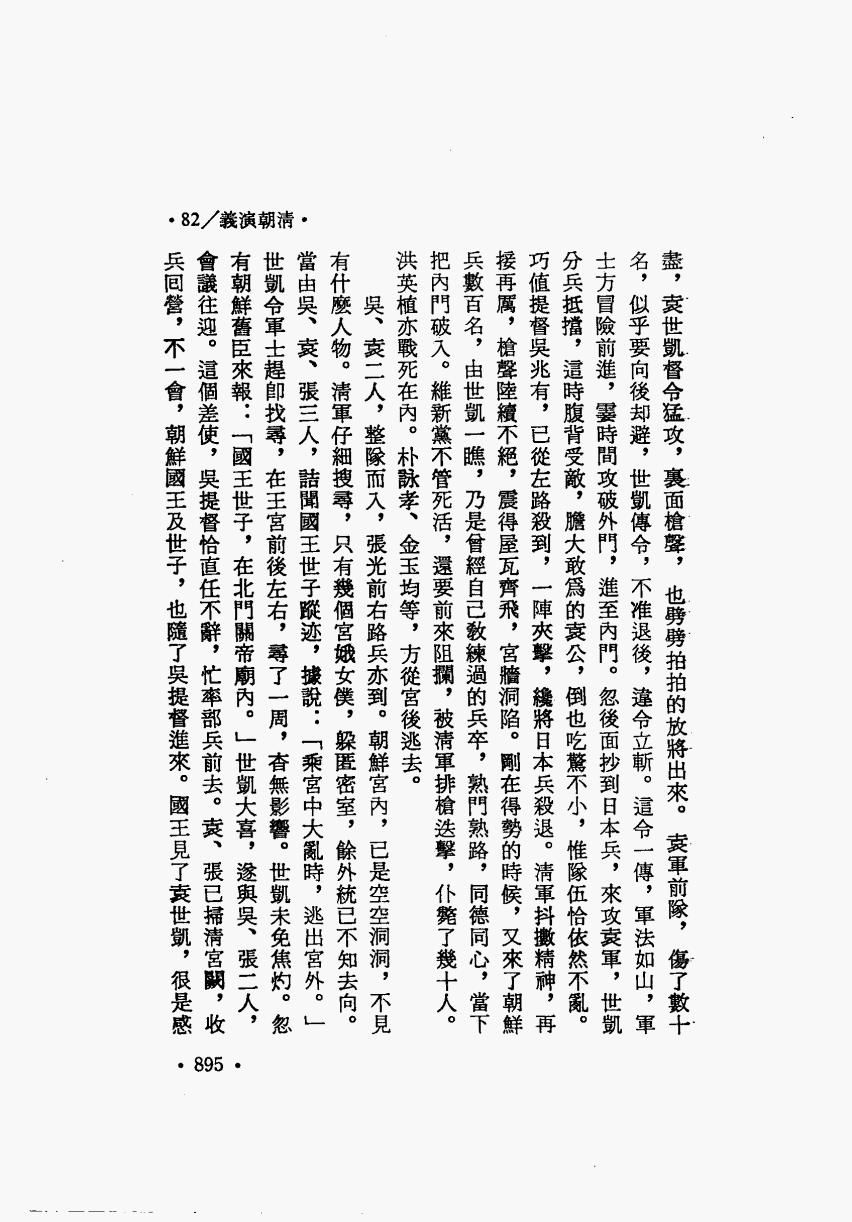 ·82／義演朝清·
盡，袁世凱督令猛攻，裏面槍聲，也劈劈拍拍的放將出來。袁軍前隊，傷了數十
名，似乎要向後却避，世凱傳令，不准退後，違令立斬。這令一傳，軍法如山，軍
士方冒險前進，霎時間攻破外門，進至內門。忽後面抄到日本兵，來攻袁軍，世凱
分兵抵擋，這時腹背受敵，膽大敢爲的袁公，倒也吃驚不小，惟隊伍恰依然不亂。
巧值提督吳兆有，已從左路殺到，一陣夾擊，纔將日本兵殺退。清軍抖擻精神，再
接再厲，槍聲陸續不絕，震得屋瓦齊飛，宮牆洞陷。剛在得勢的時候，又來了朝鮮
兵數百名，由世凱一瞧，乃是曾經自己敎練過的兵卒，熟門熟路，同德同心，當下
把內門破入。維新黨不管死活，還要前來阻攔，被清軍排槍迭擊，仆斃了幾十人。
洪英植亦戰死在內。朴詠孝、金玉均等，方從宮後逃去。
吳、袁二人，整隊而入，張光前右路兵亦到。朝鮮宮內，已是空空洞洞，不見
有什麼人物。清軍仔細搜尋，只有幾個宮娥女僕，躲匿密室，餘外統已不知去向。
當由吳、袁、張三人，詰問國王世子蹤迹，據說：「乘宮中大亂時，逃出宮外。」
世凱令軍士趕卽找尋，在王宮前後左右，尋了一周，杳無影響。世凱未免焦灼。忽
有朝鮮舊臣來報：「國王世子，在北門關帝廟內。」世凱大喜，遂與吳、張二人，
會議往迎。這個差使，吳提督恰直任不辭，忙率部兵前去。袁、張已掃清宮闕，收
兵回營，不一會，朝鮮國王及世子，也隨了吳提督進來。國王見了袁世凱，很是感
·895·